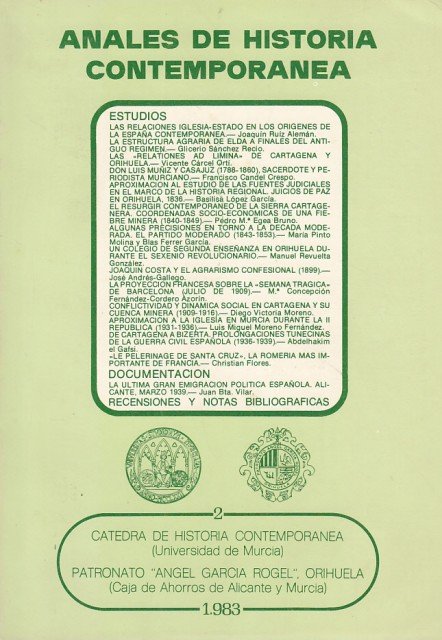 ANALES DE HISTORIA
CONTEMPORANEA
ESTUDIOS
LAS RELACIONES IGLESIA-ESTADO EN LOS ORIGENES DE
LA ESPAÑA CONTEMPORANEA.— Joaquín Ruíz Alemán.
LA ESTRUCTURA AGRARIA DE ELDA A FINALES DEL ANTI-
GUO REGIMEN.— Glicerio Sánchez Recio.
LAS «RELATIONES AD LIMINA» DE CARTAGENA Y
ORIHUELA.— Vicente Cárcel Ortí.
DON LUIS MUÑIZ Y CASAJUZ (1788-1860), SACERDOTE Y PE-
RIODISTA MURCIANO.— Francisco Candel Crespo.
APROXIMACION AL ESTUDIO DE LAS FUENTES JUDICIALES
EN EL MARCO DE LA HISTORIA REGIONAL. JUICIOS DE PAZ
EN ORIHUELA, 1836.— Basilisa López García.
EL RESURGIR CONTEMPORANEO DE LA SIERRA CARTAGE-
NERA. COORDENADAS SOCIO-ECONOMICAS DE UNA FIE-
BRE MINERA (1840-1849).— Pedro M.ª Egea Bruno.
ALGUNAS PRECISIONES EN TORNO A LA DECADA MODE-
RADA. EL PARTIDO MODERADO (1843-1853).— María Pinto
Molina y Blas Ferrer García.
UN COLEGIO DE SEGUNDA ENSEÑANZA EN ORIHUELA DU-
RANTE EL SEXENIO REVOLUCIONARIO.— Manuel Revuelta
González.
JOAQUIN COSTA Y EL AGRARISMO CONFESIONAL (1899).—
José Andrés-Gallego.
LA PROYECCION FRANCESA SOBRE LA «SEMANA TRAGICA»
DE BARCELONA (JULIO DE 1909).— M.ª Concepción
Fernández-Cordero Azorín.
CONFLICTIVIDAD Y DINAMICA SOCIAL EN CARTAGENA Y SU
CUENCA MINERA (1909-1916).— Diego Victoria Moreno.
APROXIMACION A LA IGLESIA EN MURCIA DURANTE LA II
REPUBLICA (1931-1936).— Luis Miguel Moreno Fernández.
DE CARTAGENA A BIZERTA. PROLONGACIONES TUNECINAS
DE LA GUERRA CIVIL ESPAÑOLA (1936-1939).— Abdelhakim
el Gafsi.
«LE PELERINAGE DE SANTA CRUZ», LA ROMERIA MAS IM-
PORTANTE DE FRANCIA.— Christian Flores.
DOCUMENTACION
LA ULTIMA GRAN EMIGRACION POLITICA ESPAÑOLA. ALI-
CANTE, MARZO 1939.— Juan Bta. Vilar.
RECENSIONES Y NOTAS BIBLIOGRAFICAS
2
CATEDRA DE HISTORIA CONTEMPORANEA
(Universidad de Murcia)
PATRONATO "ANGEL GARCIA ROGEL", ORIHUELA
(Caja de Ahorros de Alicante y Murcia)
1.983